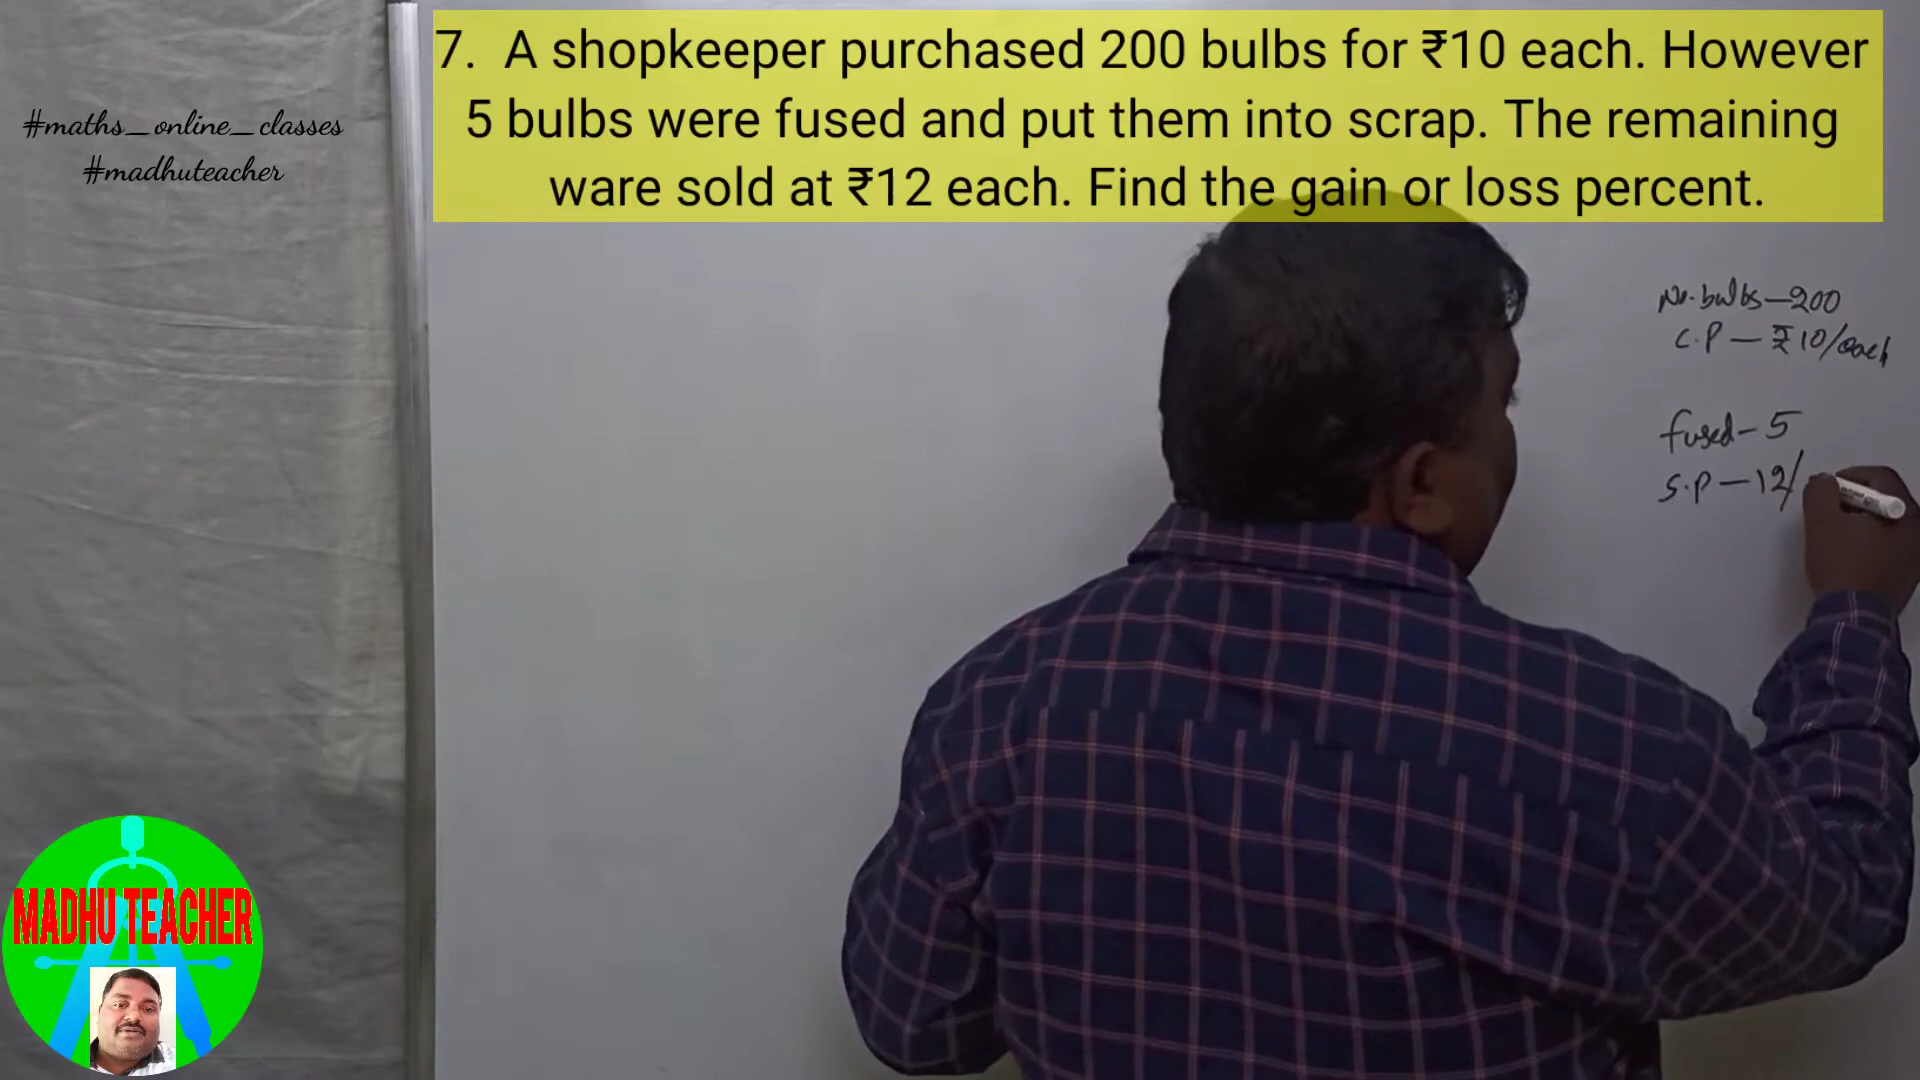 #maths_online_classes
#madhuteacher
7. A shopkeeper purchased 200 bulbs for ₹10 each. However
5 bulbs were fused and put them into scrap. The remaining
ware sold at ₹12 each. Find the gain or loss percent.
No. bulbs — 200
C.P — ₹10/each
fused - 5
S.P — 12/
MADHU TEACHER